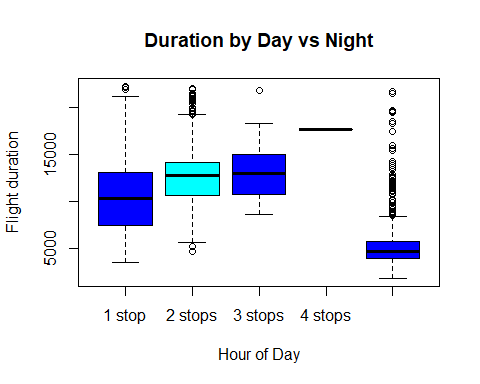 Duration by Day vs Night
Flight duration
15000
5000
1 stop 2 stops 3 stops 4 stops
Hour of Day